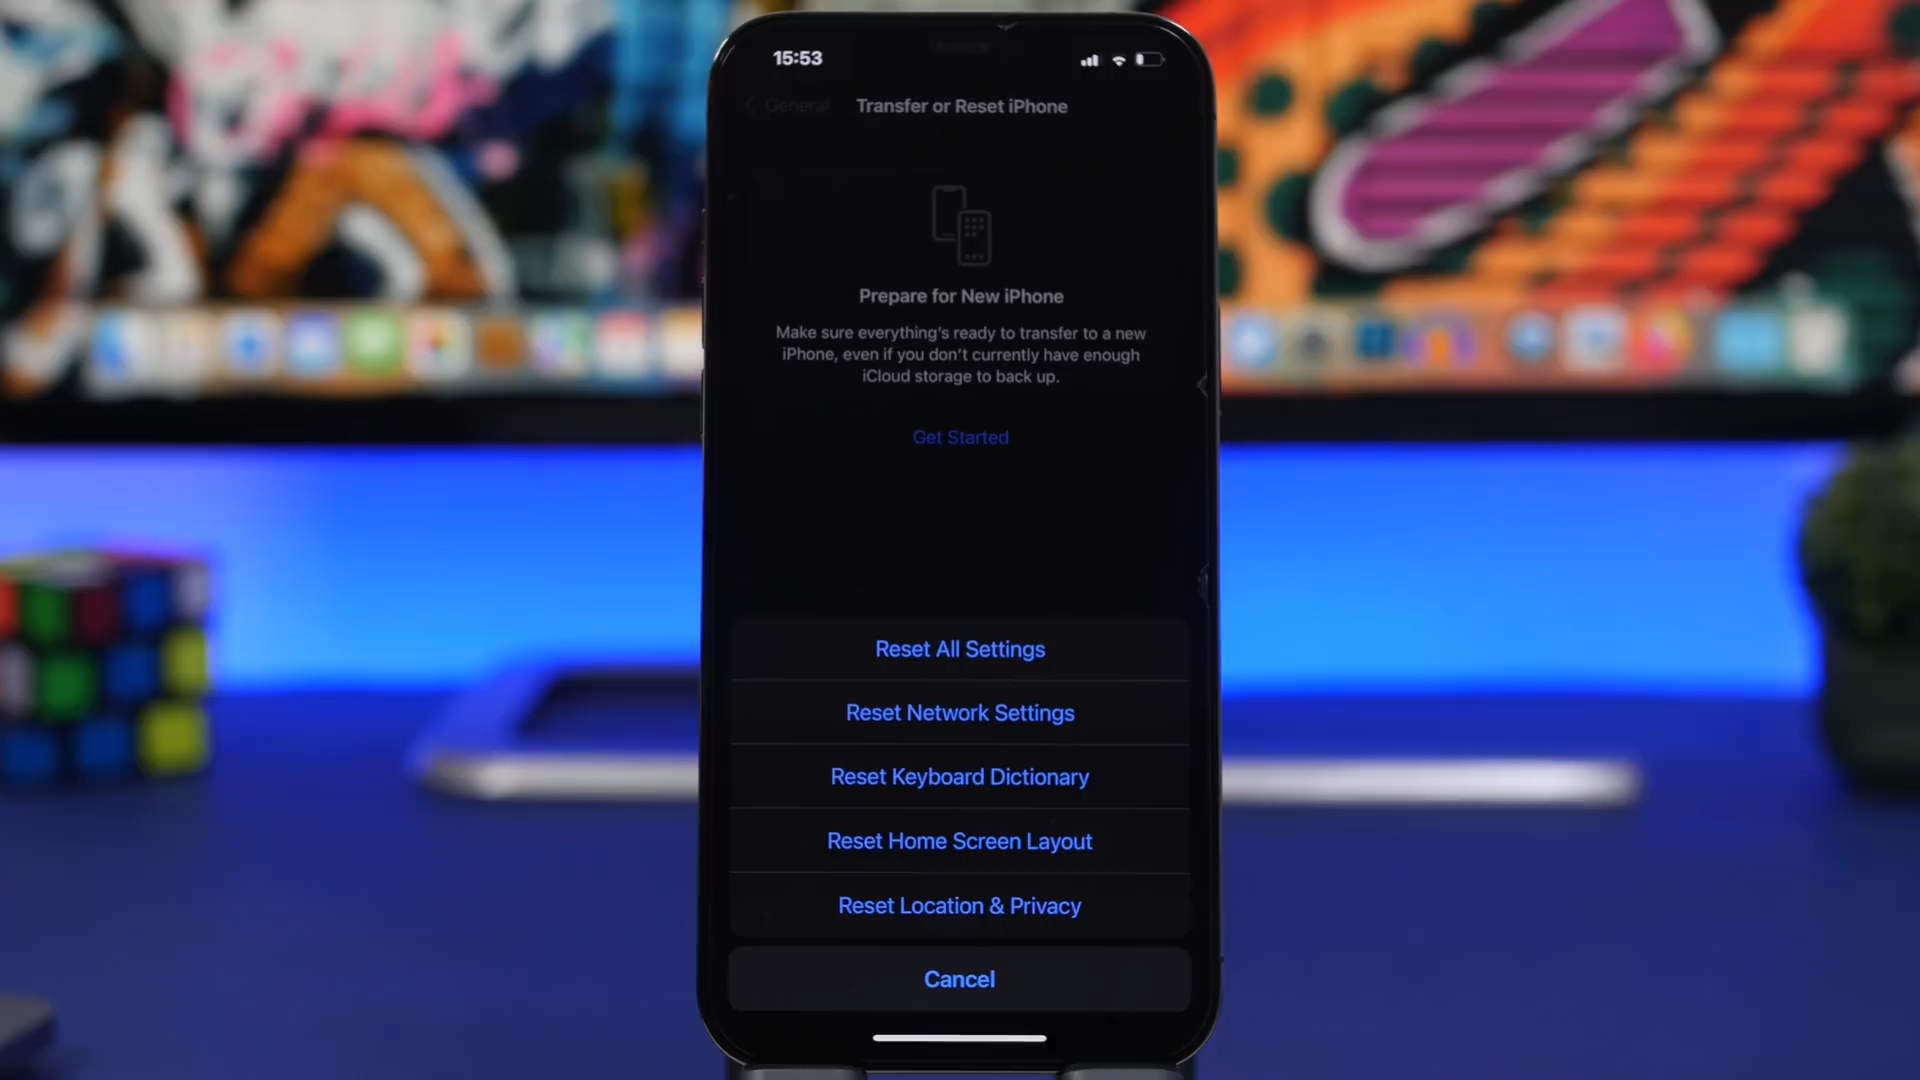 15:53
General
Transfer or Reset iPhone
Prepare for New iPhone
Make sure everything's ready to transfer to a new
iPhone, even if you don't currently have enough
iCloud storage to back up.
Get Started
Reset All Settings
Reset Network Settings
Reset Keyboard Dictionary
Reset Home Screen Layout
Reset Location & Privacy
Cancel